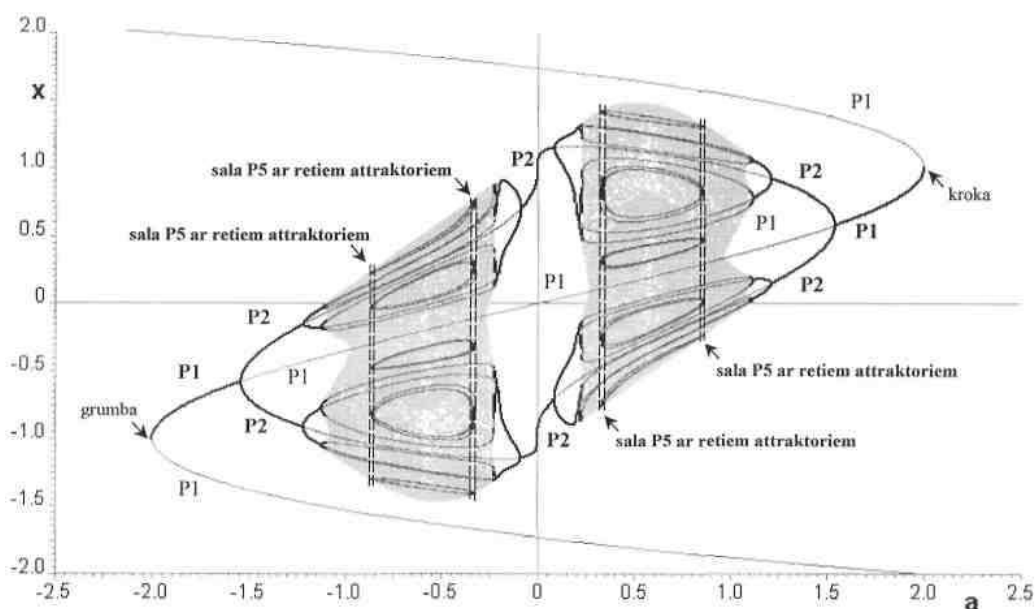 2.0
x
P1
1.0
P2
P2
sala P5 ar retiem attraktoriem
kroka
0.5
sala P5 ar retiem attraktoriem
P1
P1
P1
0
P2
P2
-0.5
P1
P1
sala P5 ar retiem attraktoriem
grumba
P2
P2
-1.0
sala P5 ar retiem attraktoriem
P1
-1.5
-2.0
-2.5 -2.0 -1.5 -1.0 -0.5 0 0.5 1.0 1.5 2.0 2.5
a